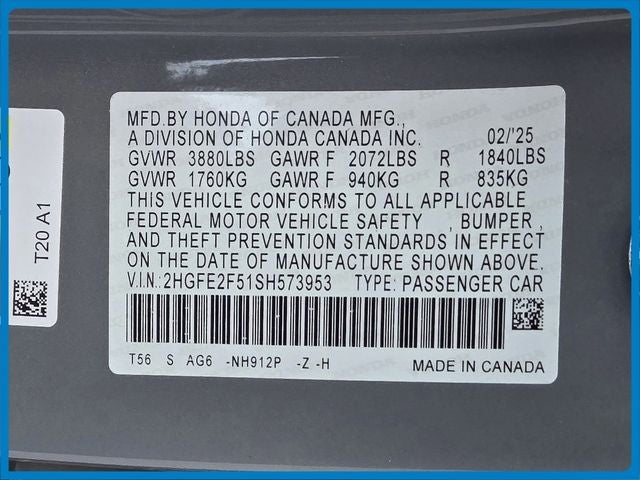 MFD.BY HONDA OF CANADA MFG.,
A DIVISION OF HONDA CANADA INC. 02/'25
GVWR 3880LBS GAWR F 2072LBS R 1840LBS
GVWR 1760KG GAWR F 940KG R 835KG
THIS VEHICLE CONFORMS TO ALL APPLICABLE
FEDERAL MOTOR VEHICLE SAFETY , BUMPER,
AND THEFT PREVENTION STANDARDS IN EFFECT
ON THE DATE OF MANUFACTURE SHOWN ABOVE.
V.I.N.: 2HGFE2F51SH573953 TYPE: PASSENGER CAR
T56 S AG6 -NH912P -Z -H
MADE IN CANADA
T20 A1